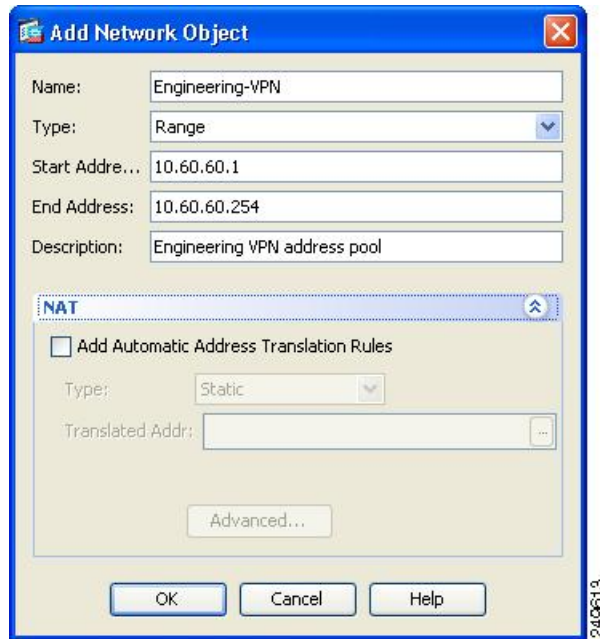 Add Network Object
Name: Engineering-VPN
Type: Range
Start Addre... 10.60.60.1
End Address: 10.60.60.254
Description: Engineering VPN address pool
NAT
Add Automatic Address Translation Rules
Type: Static
Translated Addr: ...
Advanced...
OK Cancel Help
249613